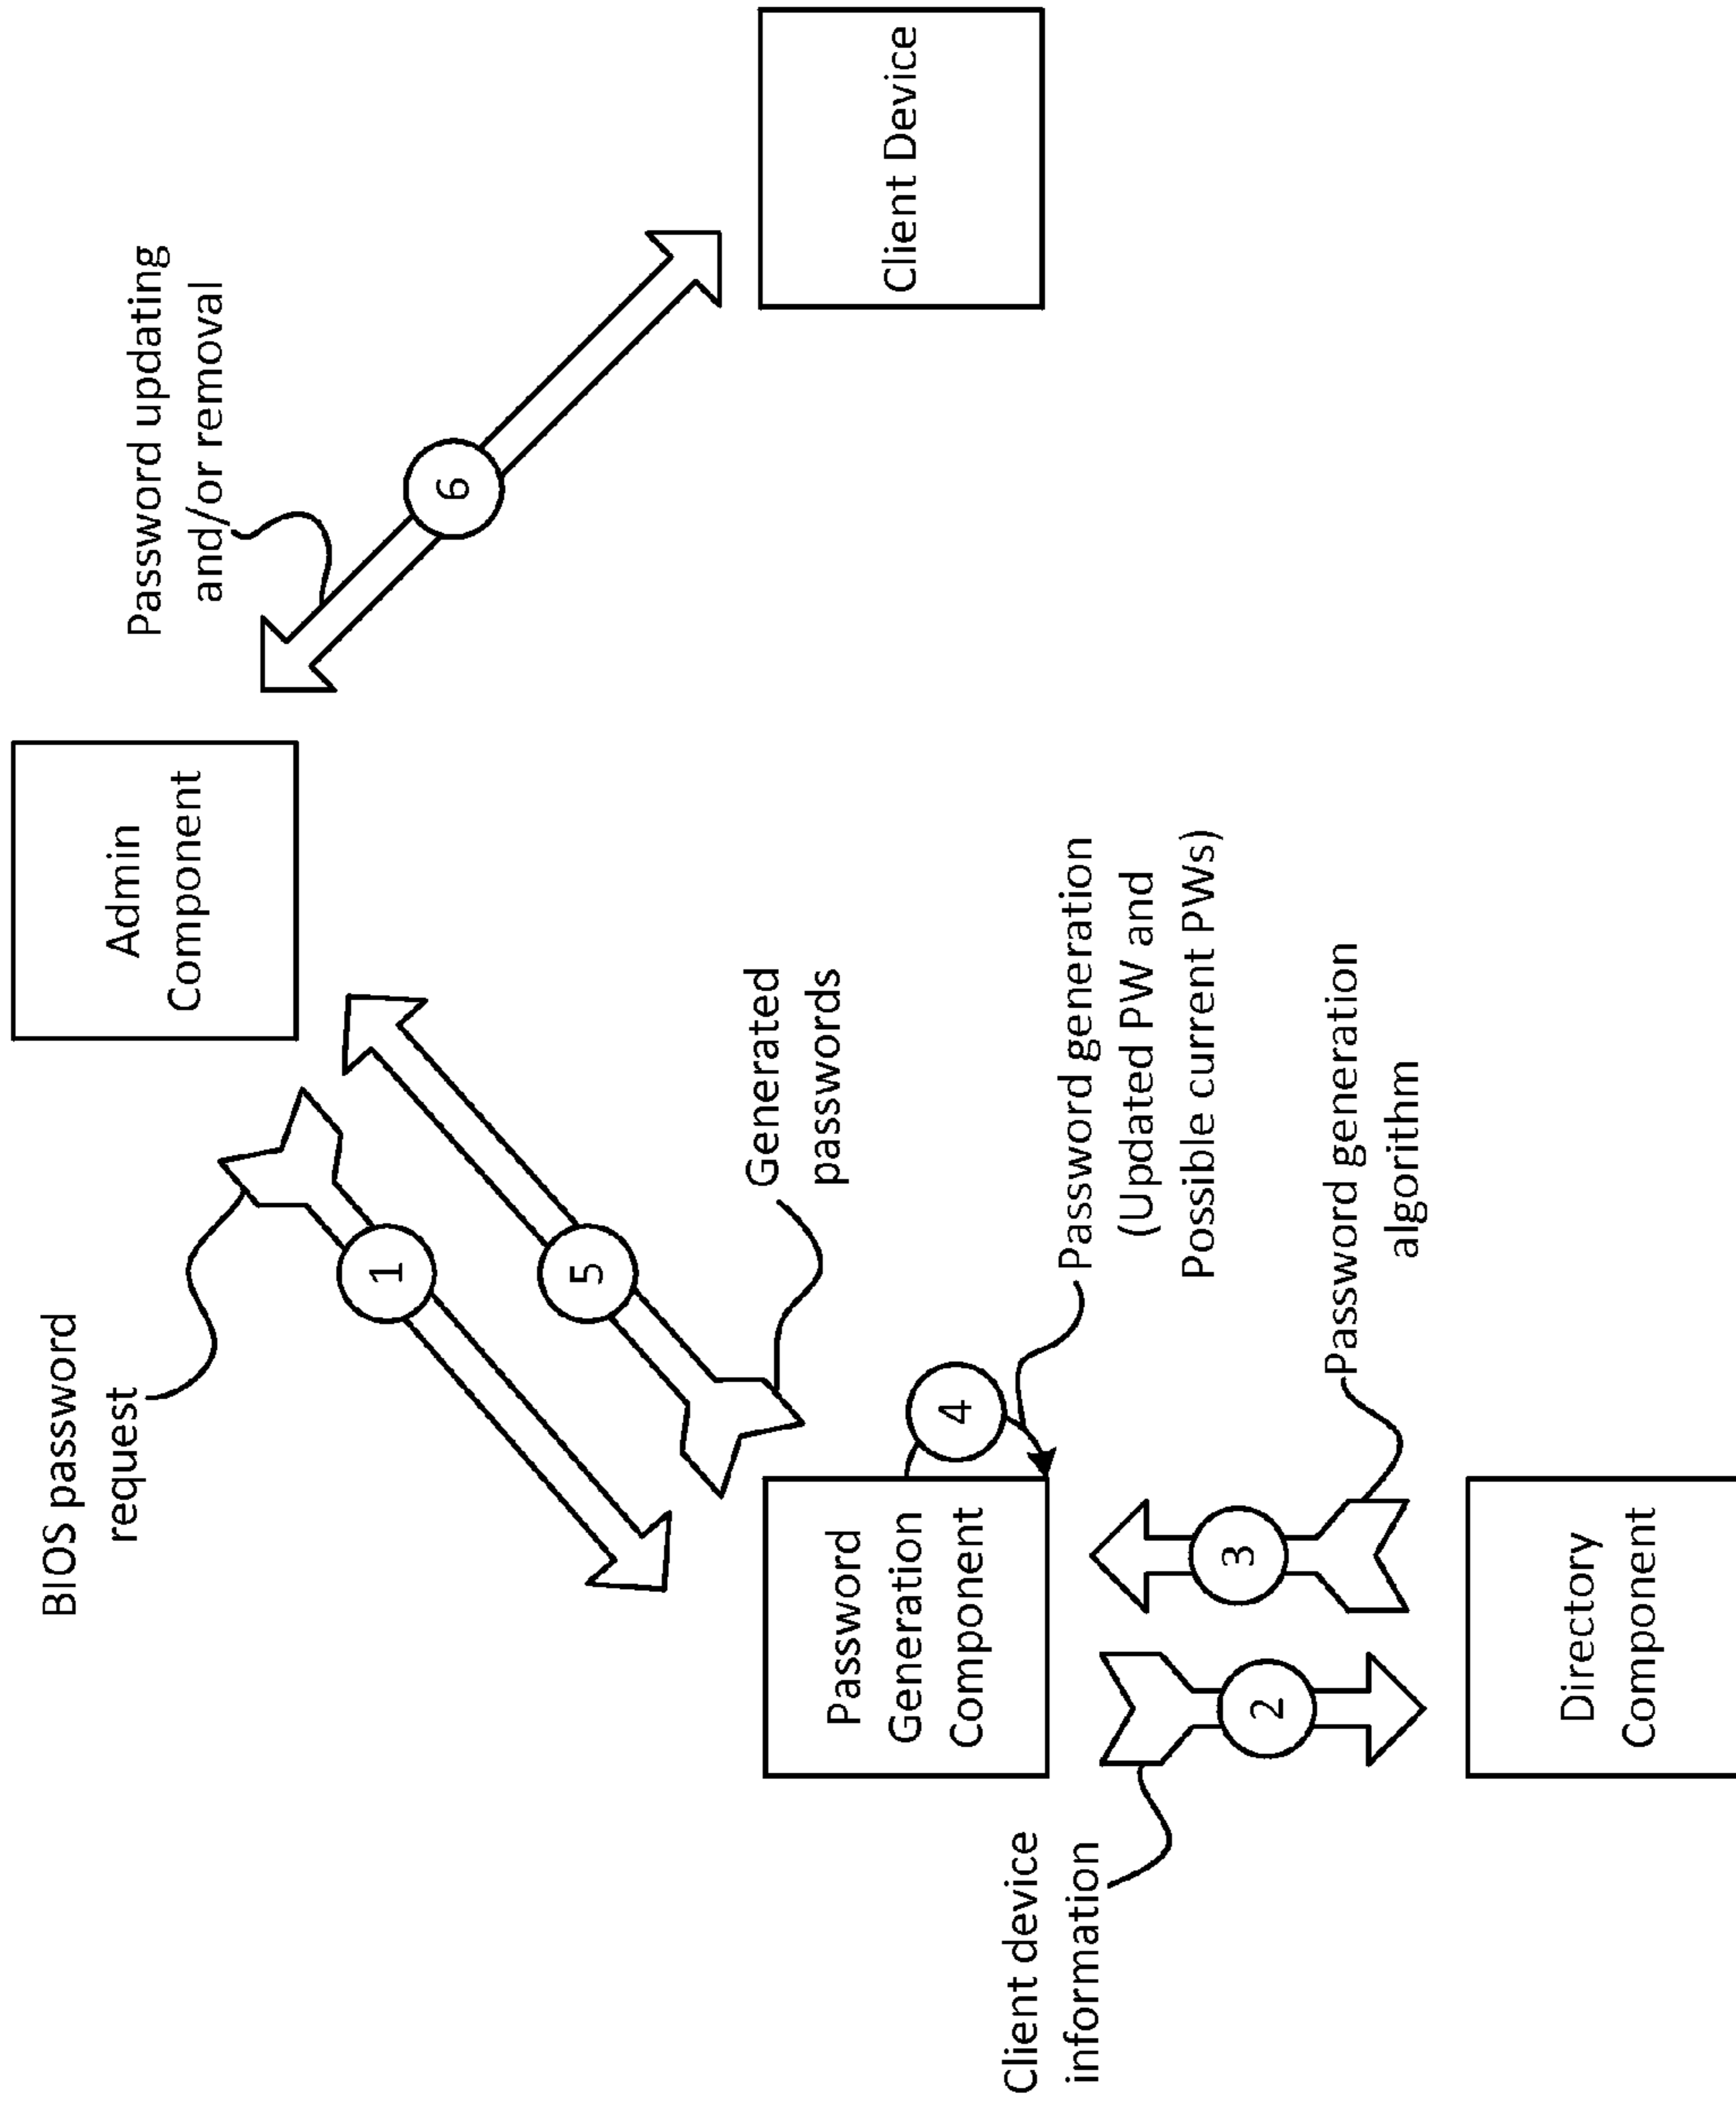 BIOS password
request
1
Admin
Component
Password updating
and/or removal
6
Client Device
5
Generated
passwords
Password
Generation
Component
4
Password generation
(Updated PW and
Possible current PWs)
Client device
information
2
3
Password generation
algorithm
Directory
Component